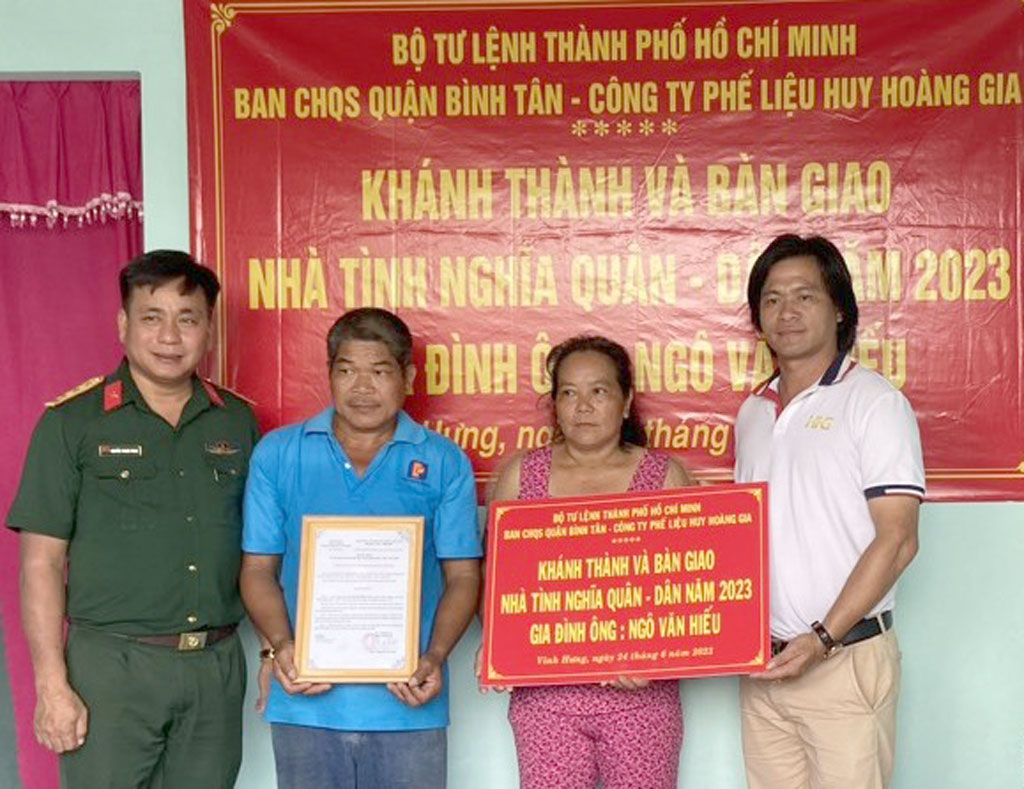 BỘ TƯ LỆNH THÀNH PHỐ HỒ CHÍ MINH
BAN CHQS QUẬN BÌNH TÂN - CÔNG TY PHẾ LIỆU HUY HOÀNG GIA
*****
KHÁNH THÀNH VÀ BÀN GIAO
NHÀ TÌNH NGHĨA QUÂN - DÂN NĂM 2023
ĐÌNH Ô NGÔ VĂ HIẾU
Hưng, ng tháng
HHG
BỘ TƯ LỆNH THÀNH PHỐ HỒ CHÍ MINH
BAN CHQS QUẬN BÌNH TÂN - CÔNG TY PHẾ LIỆU HUY HOÀNG GIA
*****
KHÁNH THÀNH VÀ BÀN GIAO
NHÀ TÌNH NGHĨA QUÂN - DÂN NĂM 2023
GIA ĐÌNH ÔNG : NGÔ VĂN HIẾU
Vĩnh Hưng, ngày 24 tháng 6 năm 2023